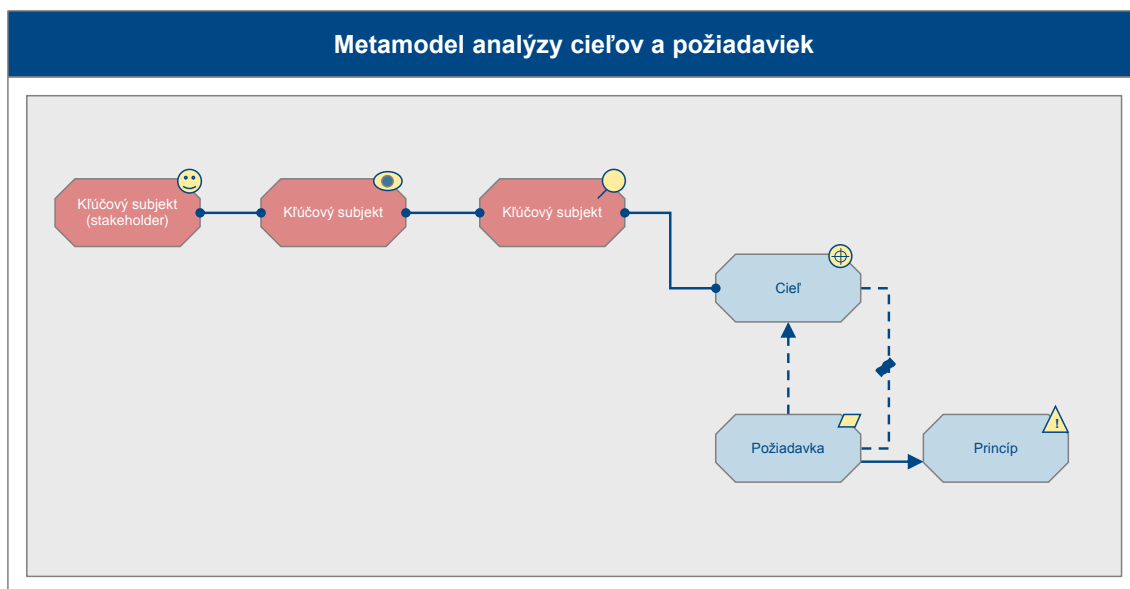 Metamodel analýzy cieľov a požiadaviek
Kľúčový subjekt
(stakeholder)
Kľúčový subjekt
Kľúčový subjekt
Cieľ
Požiadavka
Princíp
!